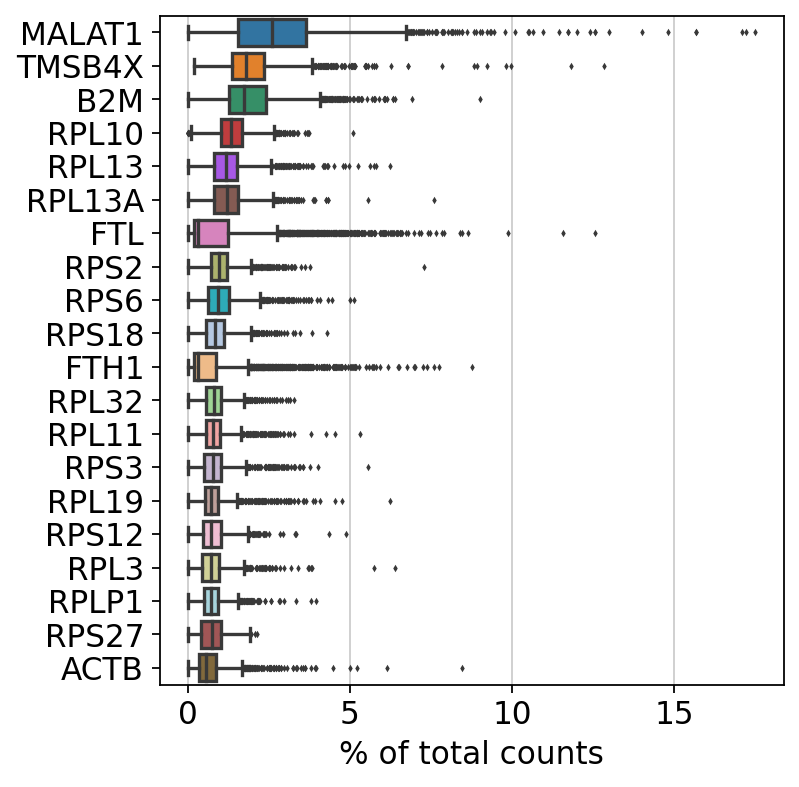 MALAT1
TMSB4X
B2M
RPL10
RPL13
RPL13A
FTL
RPS2
RPS6
RPS18
FTH1
RPL32
RPL11
RPS3
RPL19
RPS12
RPL3
RPLP1
RPS27
ACTB
0 5 10 15
% of total counts